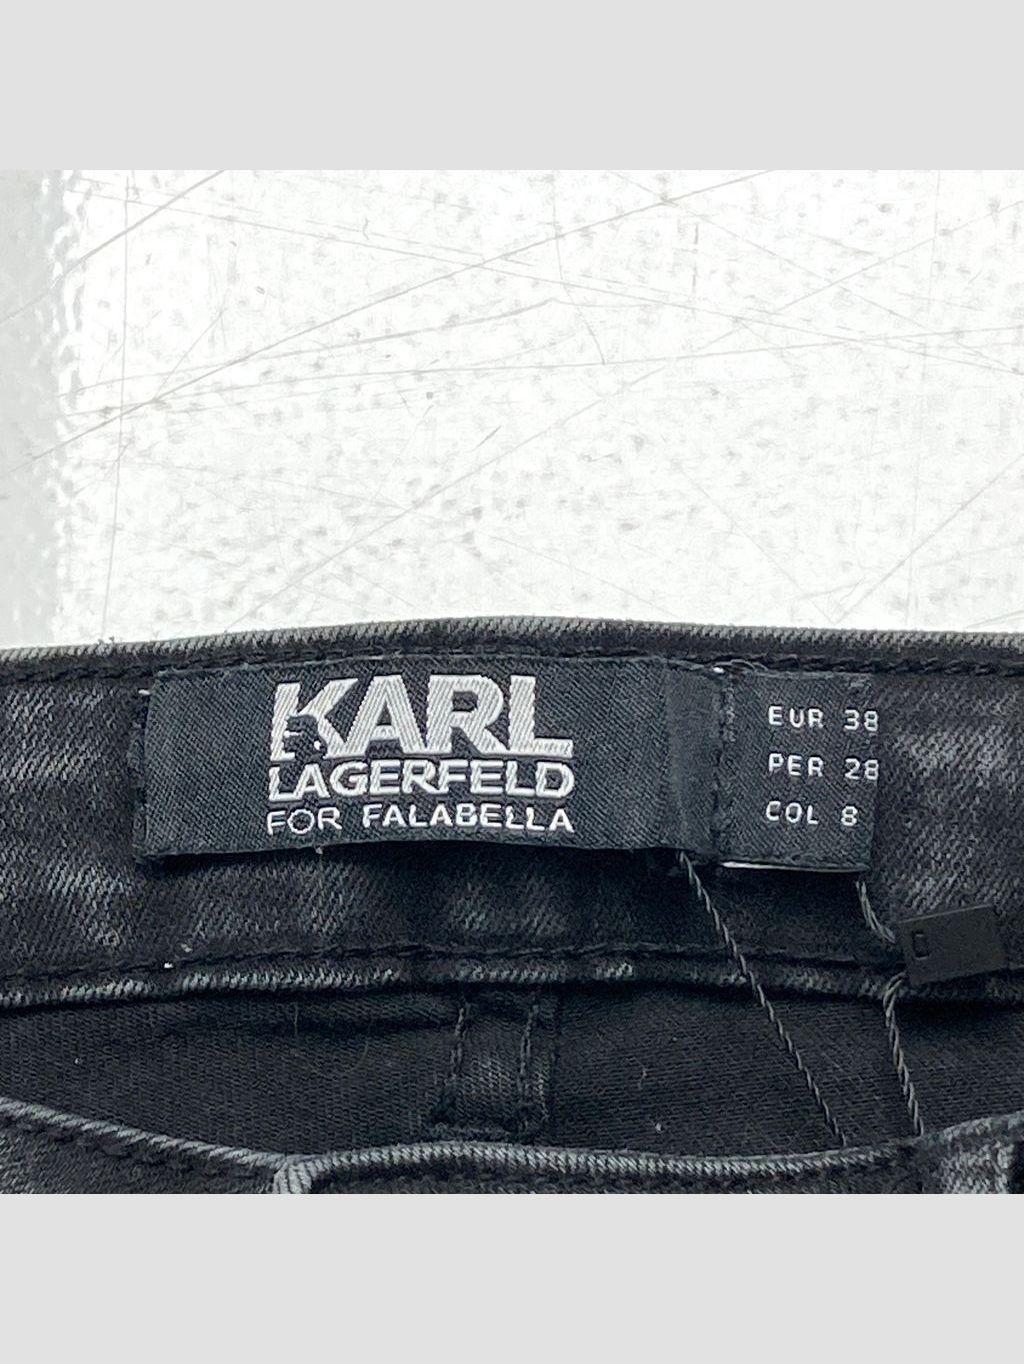 KARL
LAGERFELD
FOR FALABELLA
EUR 38
PER 28
COL 8